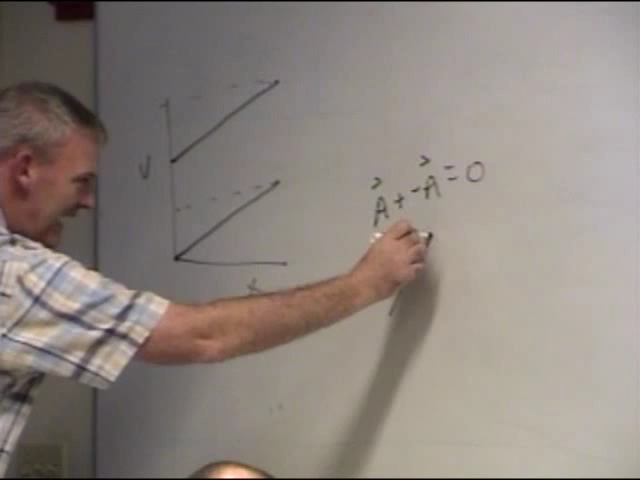 A⃗ + -A⃗ = 0
U
x